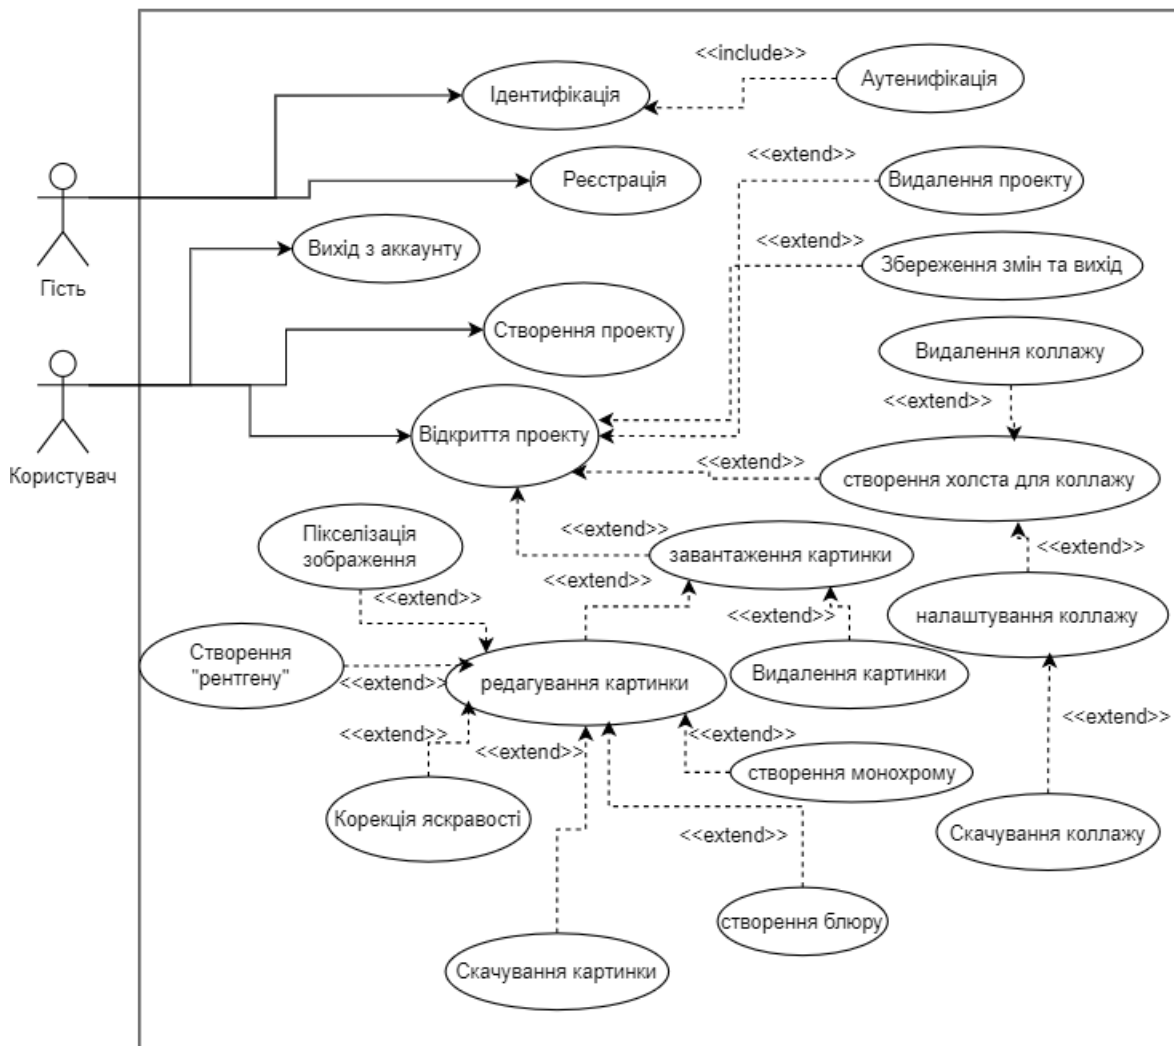 <<include>>
Аутенифікація
Ідентифікація
<<extend>>
Видалення проекту
Реєстрація
Вихід з аккаунту
<<extend>>
Збереження змін та вихід
Гість
Створення проекту
Видалення коллажу
<<extend>>
Відкриття проекту
<<extend>>
створення холста для коллажу
Користувач
Пікселізація
зображення
<<extend>>
завантаження картинки
<<extend>>
<<extend>>
<<extend>>
<<extend>>
налаштування коллажу
Створення
"рентгену"
<<extend>>
редагування картинки
Видалення картинки
<<extend>>
<<extend>>
<<extend>>
<<extend>>
створення монохрому
Корекція яскравості
<<extend>>
Скачування коллажу
створення блюру
Скачування картинки